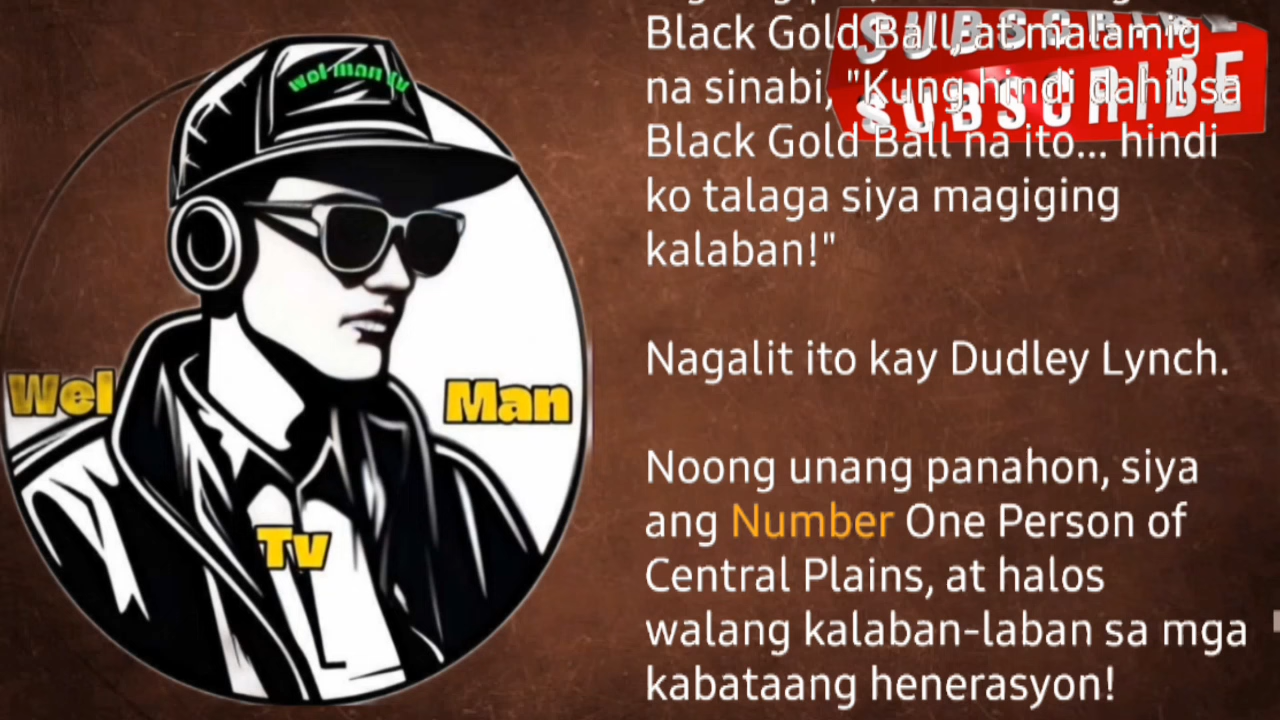 wel man tv
Wel
Man
Tv
SUBSCRIBE
SUBSCRIBE
Black Gold Ball, at malamig
na sinabi, "Kung hindi dahil sa
Black Gold Ball na ito... hindi
ko talaga siya magiging
kalaban!"
Nagalit ito kay Dudley Lynch.
Noong unang panahon, siya
ang Number One Person of
Central Plains, at halos
walang kalaban-laban sa mga
kabataang henerasyon!